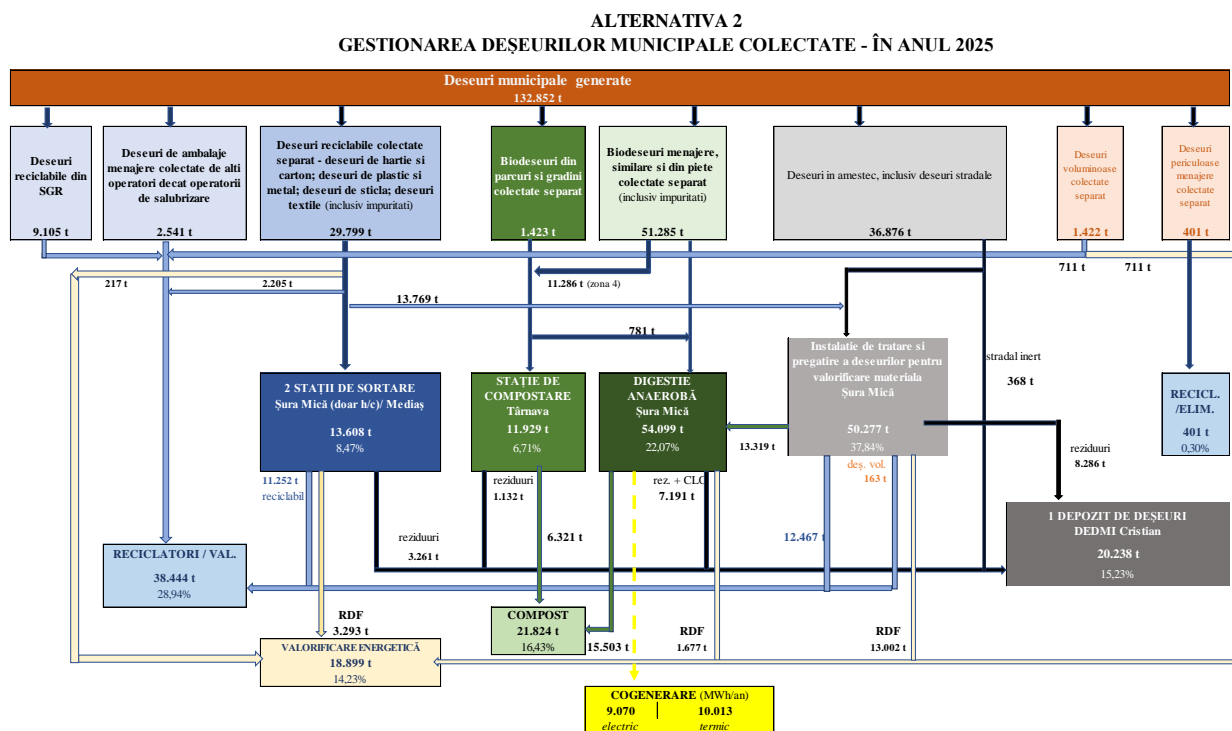 ALTERNATIVA 2
GESTIONAREA DEȘEURILOR MUNICIPALE COLECTATE - ÎN ANUL 2025
Deseuri municipale generate
132.852 t
Deseuri
reciclabile din
SGR
9.105 t
Deseuri de ambalaje
menajere colectate de alti
operatori decat operatorii
de salubrizare
2.541 t
Deseuri reciclabile colectate
separat - deseuri de hartie si
carton; deseuri de plastic si
metal; deseuri de sticla; deseuri
textile (inclusiv impuritati)
29.799 t
Biodeseuri din
parcuri si gradini
colectate separat
1.423 t
Biodeseuri menajere,
similare si din piete
colectate separat
(inclusiv impuritati)
51.285 t
Deseuri in amestec, inclusiv deseuri stradale
36.876 t
Deseuri
voluminoase
colectate
separat
1.422 t
Deseuri
periculoase
menajere
colectate
separat
401 t
711 t
711 t
217 t
2.205 t
11.286 t (zona 4)
13.769 t
781 t
stradal inert
368 t
2 STAȚII DE SORTARE
Șura Mică (doar h/c)/ Mediaș
13.608 t
8,47%
STAȚIE DE
COMPOSTARE
Târnava
11.929 t
6,71%
DIGESTIE
ANAEROBĂ
Șura Mică
54.099 t
22,07%
Instalatie de tratare si
pregatire a deseurilor pentru
valorificare materiala
Șura Mică
50.277 t
37,84%
RECICL.
/ELIM.
401 t
0,30%
13.319 t
reziduuri
8.286 t
deș. vol.
163 t
11.252 t
reciclabil
reziduuri
1.132 t
rez. + CLO
7.191 t
reziduuri
3.261 t
6.321 t
12.467 t
1 DEPOZIT DE DEȘEURI
DEDMI Cristian
20.238 t
15,23%
RECICLATORI / VAL.
38.444 t
28,94%
COMPOST
21.824 t
16,43%
15.503 t
RDF
3.293 t
RDF
1.677 t
RDF
13.002 t
VALORIFICARE ENERGETICĂ
18.899 t
14,23%
COGENERARE (MWh/an)
9.070 10.013
electric termic